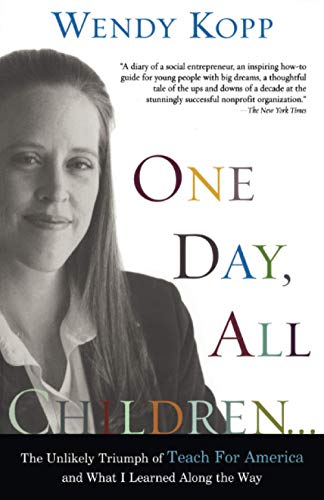 WENDY KOPP
"A diary of a social entrepreneur, an inspiring how-to
guide for young people with big dreams, a thoughtful
tale of the ups and downs of a decade at the
stunningly successful nonprofit organization."
—The New York Times
ONE
DAY,
ALL
CHILDREN...
The Unlikely Triumph of Teach For America
and What I Learned Along the Way